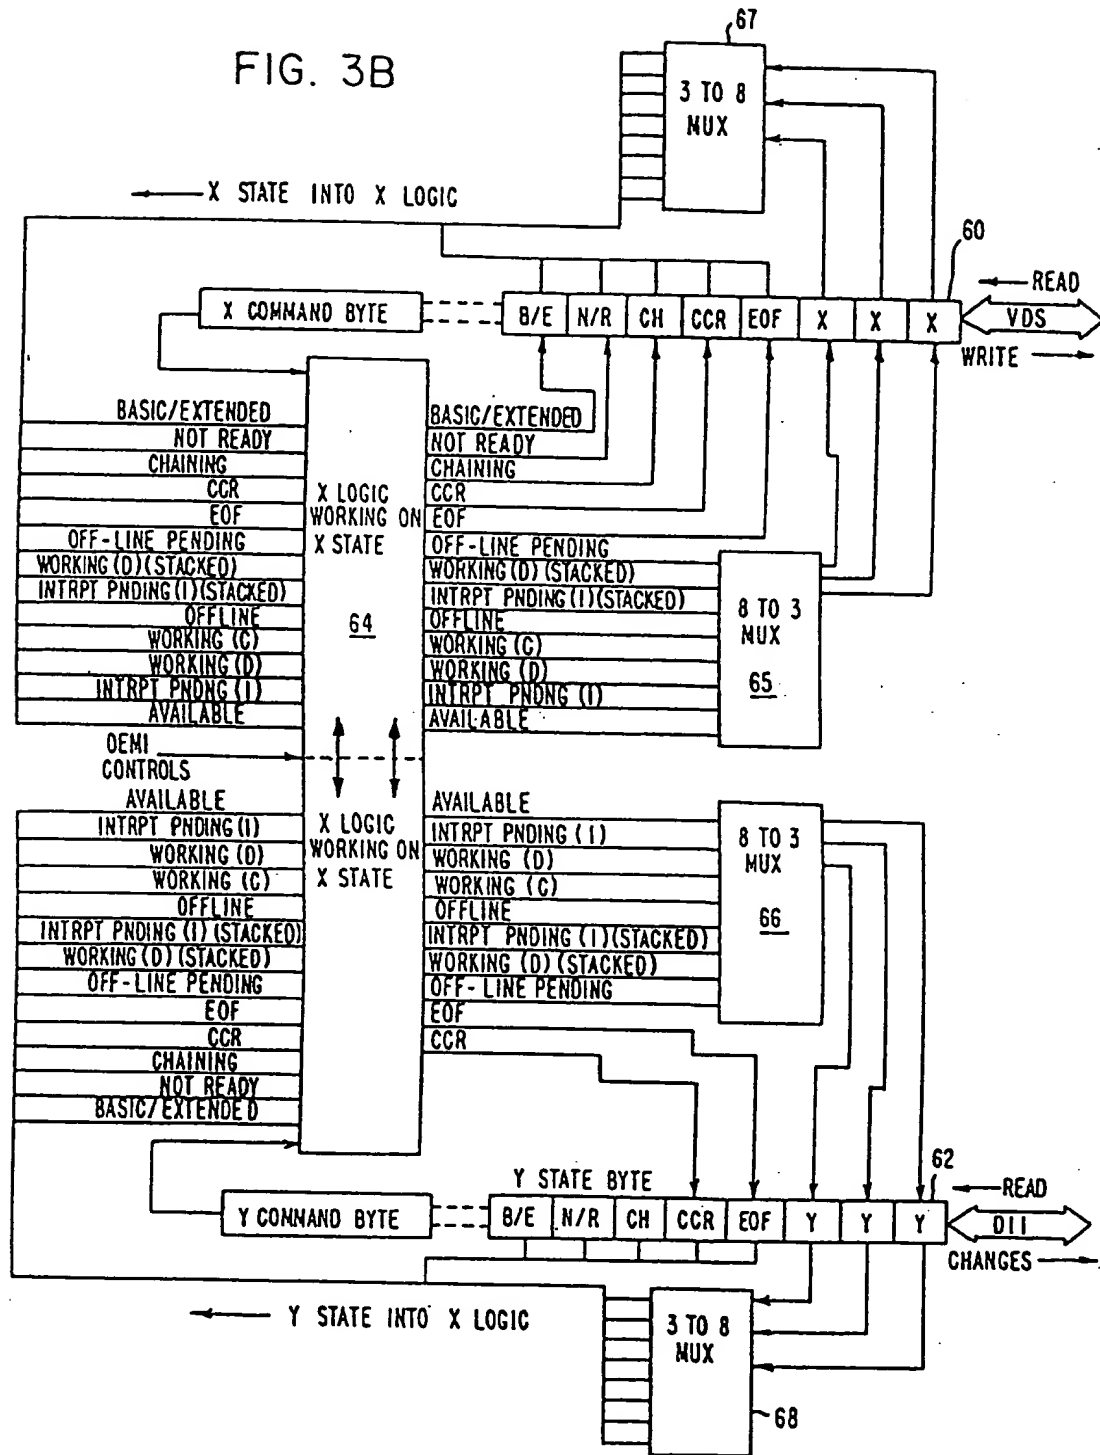 FIG. 3B
67
3 TO 8
MUX
X STATE INTO X LOGIC
60
READ
X COMMAND BYTE
B/E N/R CH CCR EOF X X X
VDS
WRITE
BASIC/EXTENDED
NOT READY
CHAINING
CCR
EOF
OFF-LINE PENDING
WORKING(D)(STACKED)
INTRPT PNDING(I)(STACKED)
OFFLINE
WORKING(C)
WORKING(D)
INTRPT PNDNG(I)
AVAILABLE
X LOGIC
WORKING ON
X STATE
64
BASIC/EXTENDED
NOT READY
CHAINING
CCR
EOF
OFF-LINE PENDING
WORKING(D)(STACKED)
INTRPT PNDING(I)(STACKED)
OFFLINE
WORKING(C)
WORKING(D)
INTRPT PNDNG(I)
AVAILABLE
8 TO 3
MUX
65
OEMI
CONTROLS
AVAILABLE
INTRPT PNDING(I)
WORKING(D)
WORKING(C)
OFFLINE
INTRPT PNDING(I)(STACKED)
WORKING(D)(STACKED)
OFF-LINE PENDING
EOF
CCR
CHAINING
NOT READY
BASIC/EXTENDED
X LOGIC
WORKING ON
X STATE
AVAILABLE
INTRPT PNDING(I)
WORKING (D)
WORKING (C)
OFFLINE
INTRPT PNDING(I)(STACKED)
WORKING(D)(STACKED)
OFF-LINE PENDING
EOF
CCR
8 TO 3
MUX
66
Y STATE BYTE
62
READ
Y COMMAND BYTE
B/E N/R CH CCR EOF Y Y Y
DII
CHANGES
Y STATE INTO X LOGIC
3 TO 8
MUX
68